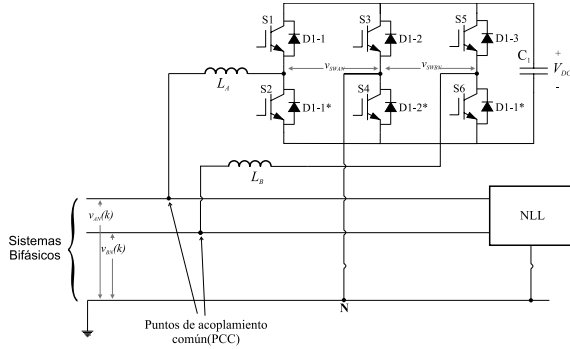 S1
D1-1
S3
D1-2
S5
D1-3
v_SWAN
v_SWBN
C1
+
V_DC
-
L_A
S2
D1-1*
S4
D1-2*
S6
D1-1*
L_B
v_AN(k)
v_BN(k)
NLL
Sistemas
Bifásicos
N
Puntos de acoplamiento
común(PCC)